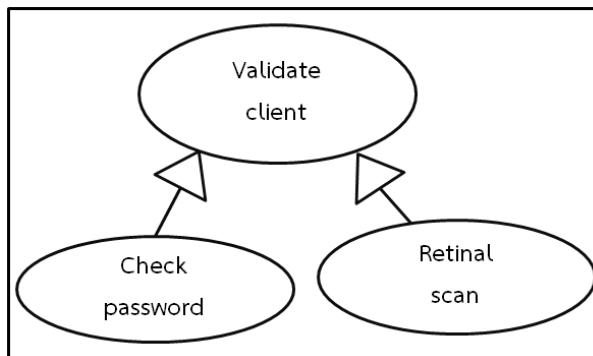 Validate
client
Check
password
Retinal
scan